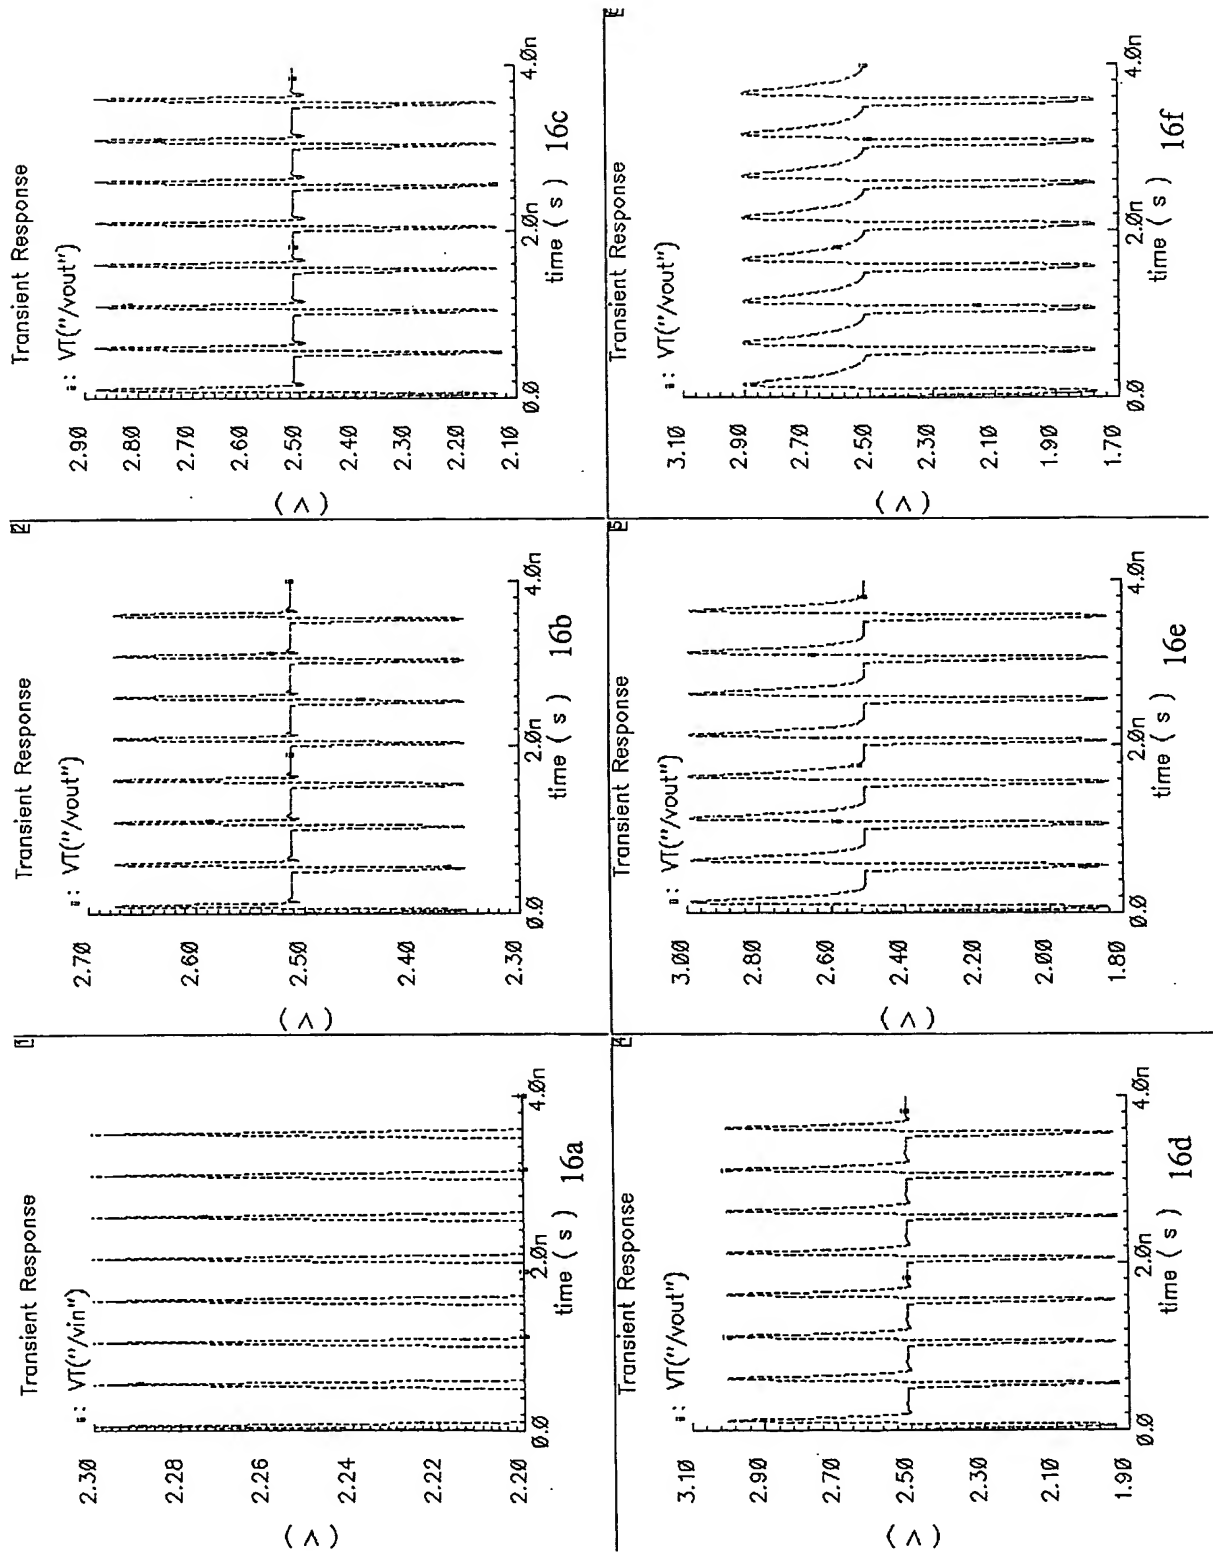 Transient Response
1
: VT("/vin")
2.30
2.28
2.26
2.24
2.22
2.20
( V )
0.0
2.0n
4.0n
time ( s )
16a
Transient Response
2
: VT("/vout")
2.70
2.60
2.50
2.40
2.30
( V )
0.0
2.0n
4.0n
time ( s )
16b
Transient Response
: VT("/vout")
2.90
2.80
2.70
2.60
2.50
2.40
2.30
2.20
2.10
( V )
0.0
2.0n
4.0n
time ( s )
16c
Transient Response
4
: VT("/vout")
3.10
2.90
2.70
2.50
2.30
2.10
1.90
( V )
0.0
2.0n
4.0n
time ( s )
16d
Transient Response
5
: VT("/vout")
3.00
2.80
2.60
2.40
2.20
2.00
1.80
( V )
0.0
2.0n
4.0n
time ( s )
16e
Transient Response
: VT("/vout")
3.10
2.90
2.70
2.50
2.30
2.10
1.90
1.70
( V )
0.0
2.0n
4.0n
time ( s )
16f